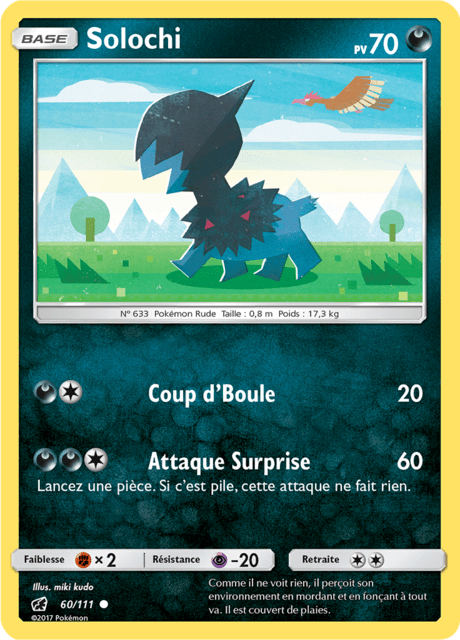 BASE Solochi PV 70
N° 633 Pokémon Rude Taille : 0,8 m Poids : 17,3 kg
Coup d'Boule 20
Attaque Surprise 60
Lancez une pièce. Si c'est pile, cette attaque ne fait rien.
Faiblesse ×2 Résistance -20 Retraite
Illus. miki kudo
60/111
©2017 Pokémon
Comme il ne voit rien, il perçoit son
environnement en mordant et en fonçant à tout
va. Il est couvert de plaies.